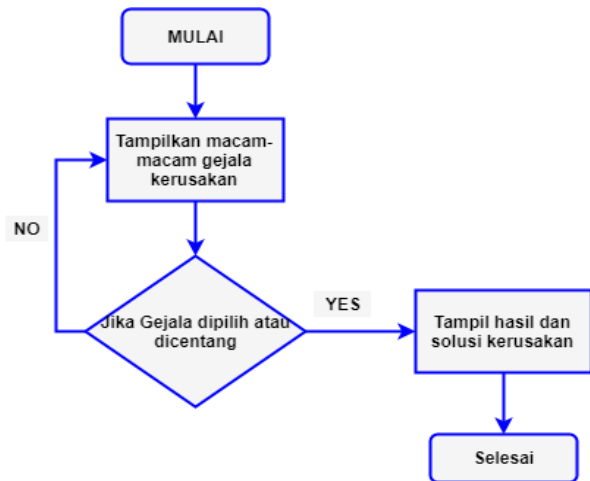 MULAI
Tampilkan macam-
macam gejala
kerusakan
NO
Jika Gejala dipilih atau
dicentang
YES
Tampil hasil dan
solusi kerusakan
Selesai